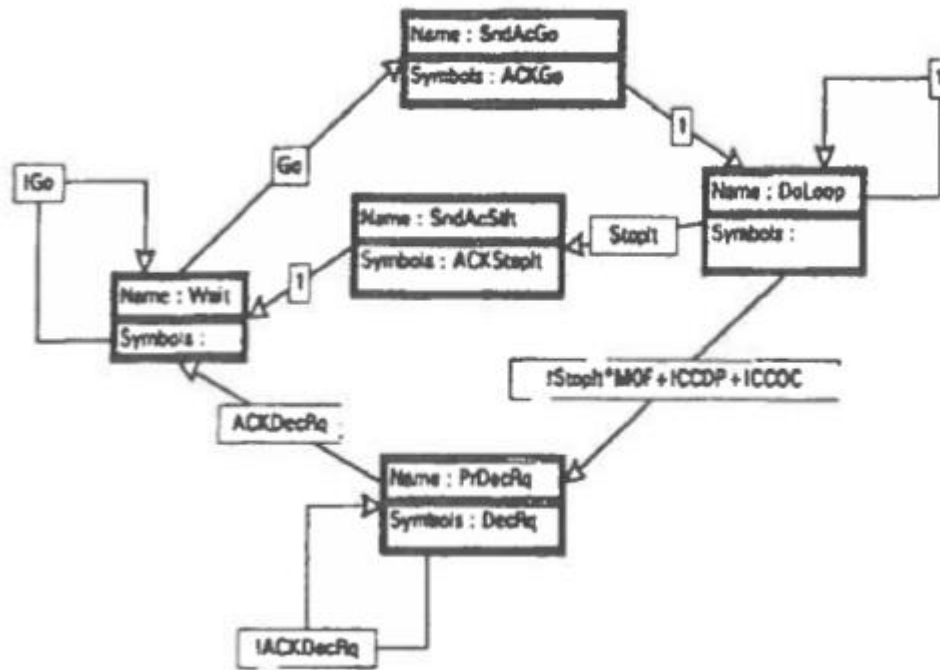 Name : SndAcGo
Symbols : ACKGo
1
1
Go
!Go
Name : DoLoop
Symbols :
Name : SndAcStIt
Symbols : ACKStopIt
StopIt
1
Name : Wait
Symbols :
!StopIt*MOF+!CCDP+!CCOC
ACKDecRq
Name : PrDecRq
Symbols : DecRq
!ACKDecRq